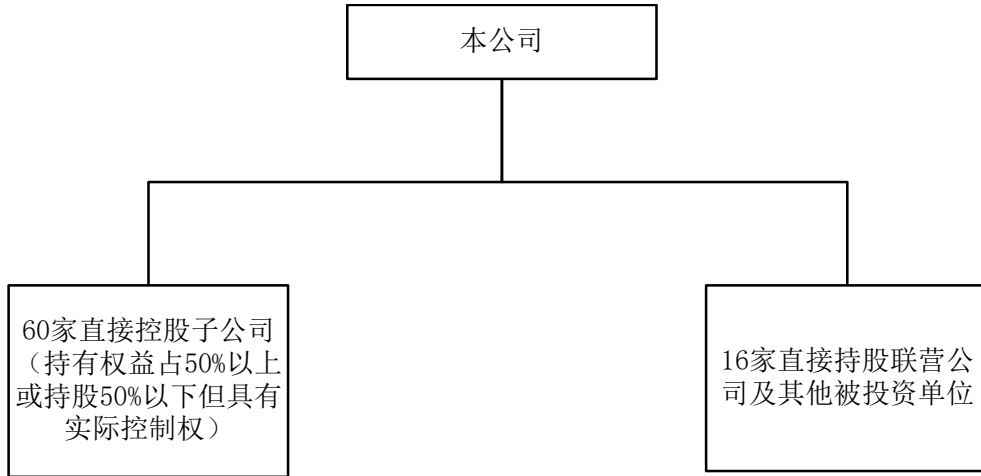 本公司
60家直接控股子公司
（持有权益占50%以上
或持股50%以下但具有
实际控制权）
16家直接持股联营公
司及其他被投资单位